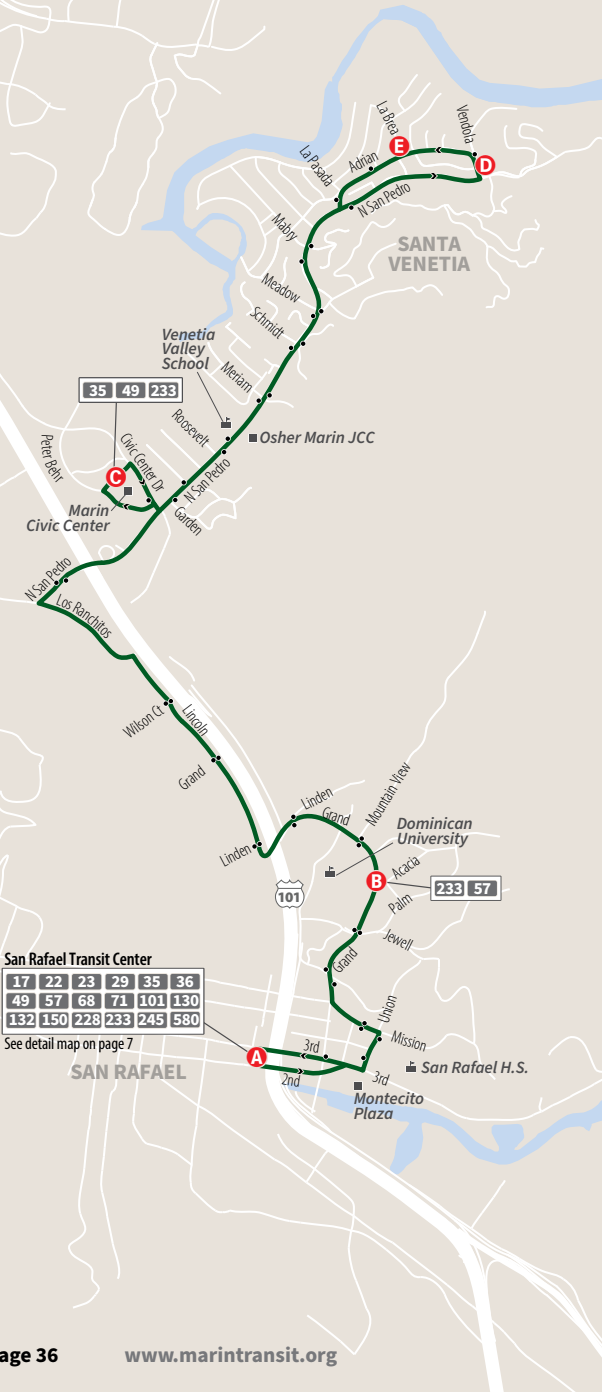 La Brea
Vendola
E
La Pasada
Adrian
D
N San Pedro
Mabry
SANTA
VENETIA
Meadow
Schmidt
Venetia
Valley
School
Meriam
35 49 233
Roosevelt
Osher Marin JCC
Peter Behr
Civic Center Dr
C
N San Pedro
Marin
Civic Center
Garden
N San Pedro
Los Ranchitos
Wilson Ct
Lincoln
Grand
Linden
Grand
Mountain View
Linden
Dominican
University
Acacia
B
233 57
101
Palm
Jewell
Grand
San Rafael Transit Center
17 22 23 29 35 36
49 57 68 71 101 130
132 150 228 233 245 580
See detail map on page 7
Union
Mission
3rd
A
San Rafael H.S.
SAN RAFAEL
2nd
3rd
Montecito
Plaza
age 36
www.marintransit.org